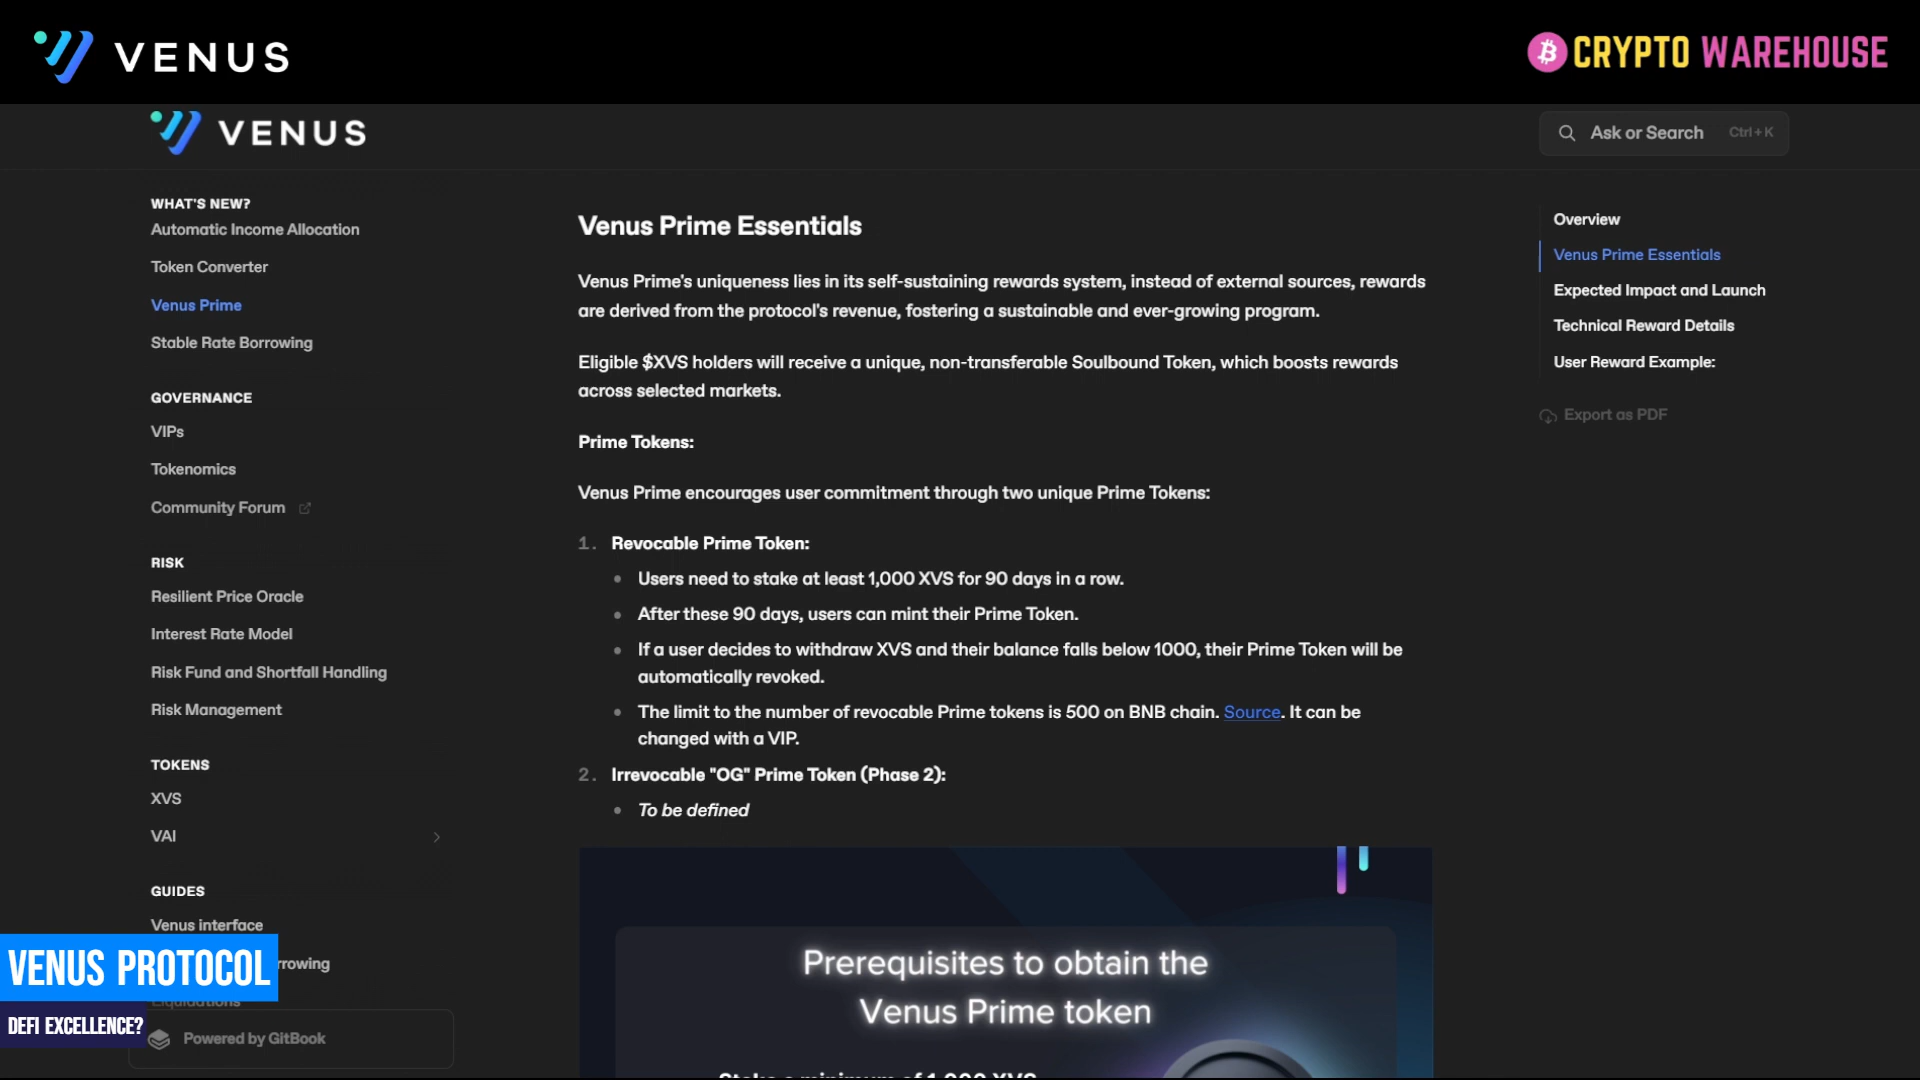 VENUS
CRYPTO WAREHOUSE
VENUS
Ask or Search Ctrl + K
WHAT'S NEW?
Automatic Income Allocation
Token Converter
Venus Prime
Stable Rate Borrowing
GOVERNANCE
VIPs
Tokenomics
Community Forum
RISK
Resilient Price Oracle
Interest Rate Model
Risk Fund and Shortfall Handling
Risk Management
TOKENS
XVS
VAI
GUIDES
Venus interface
rrowing
Liquidations
Powered by GitBook
VENUS PROTOCOL
DEFI EXCELLENCE?
Venus Prime Essentials
Venus Prime's uniqueness lies in its self-sustaining rewards system, instead of external sources, rewards
are derived from the protocol's revenue, fostering a sustainable and ever-growing program.
Eligible $XVS holders will receive a unique, non-transferable Soulbound Token, which boosts rewards
across selected markets.
Prime Tokens:
Venus Prime encourages user commitment through two unique Prime Tokens:
1. Revocable Prime Token:
• Users need to stake at least 1,000 XVS for 90 days in a row.
• After these 90 days, users can mint their Prime Token.
• If a user decides to withdraw XVS and their balance falls below 1000, their Prime Token will be
automatically revoked.
• The limit to the number of revocable Prime tokens is 500 on BNB chain. Source. It can be
changed with a VIP.
2. Irrevocable "OG" Prime Token (Phase 2):
• To be defined
Prerequisites to obtain the
Venus Prime token
Stake a minimum of 1,000 XVS
Overview
Venus Prime Essentials
Expected Impact and Launch
Technical Reward Details
User Reward Example:
Export as PDF